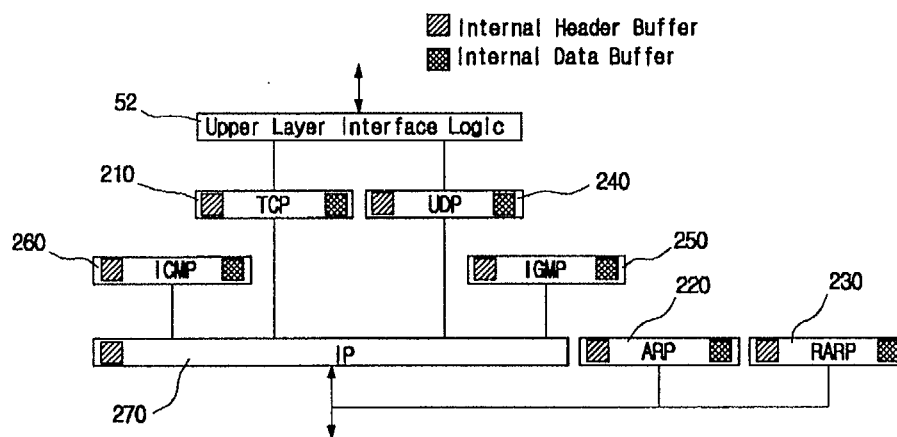 Internal Header Buffer
Internal Data Buffer
52
Upper Layer Interface Logic
210
TCP
UDP
240
260
ICMP
IGMP
250
220
230
IP
ARP
RARP
270